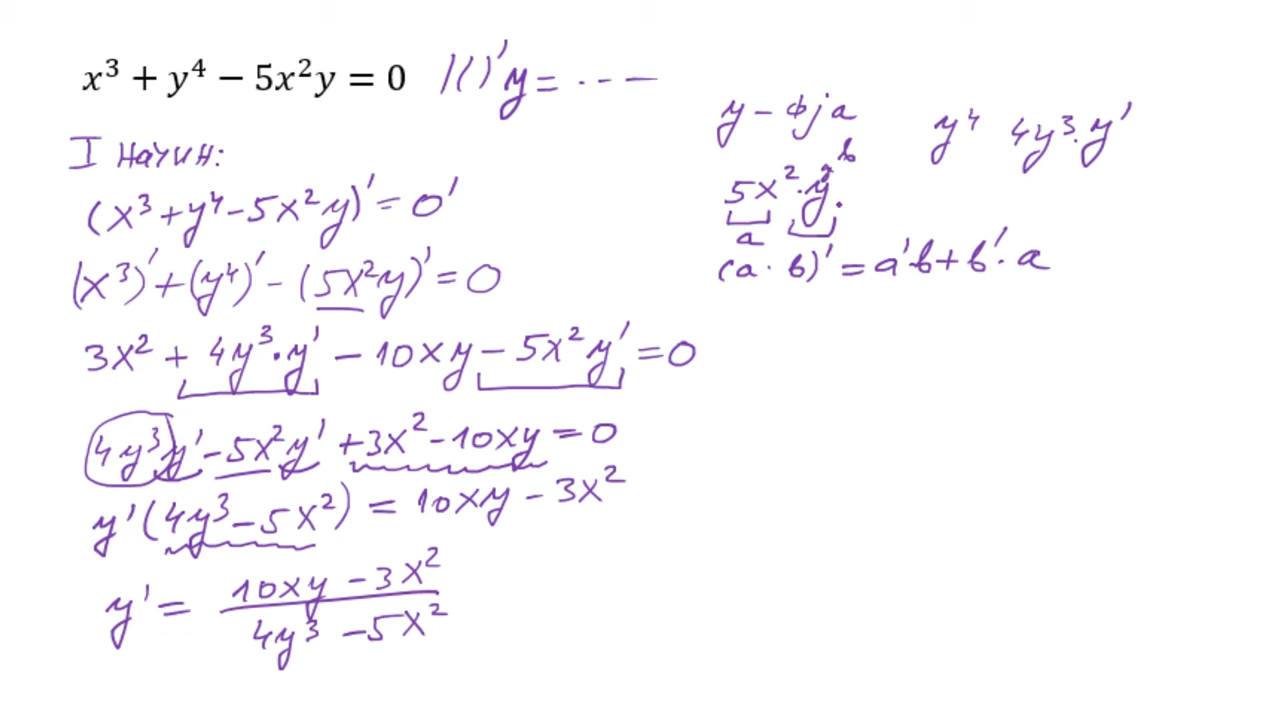 x³ + y⁴ − 5x²y = 0 /( )' y = - - - -
I НАЧИН:
(x³ + y⁴ - 5x²y)' = 0'
(x³)' + (y⁴)' - (5x²y)' = 0
3x² + 4y³·y' - 10xy - 5x²y' = 0
4y³y' - 5x²y' + 3x² - 10xy = 0
y'(4y³ - 5x²) = 10xy - 3x²
y' = (10xy - 3x²) / (4y³ - 5x²)
y - фја
y⁴ 4y³·y'
b
5x²·y.
a
(a · b)' = a'b + b'·a